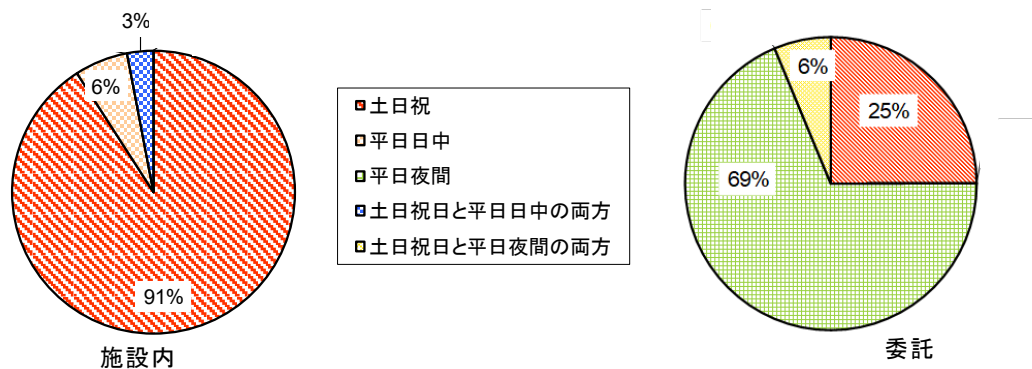 3%
6%
91%
施設内
土日祝
平日日中
平日夜間
土日祝日と平日日中の両方
土日祝日と平日夜間の両方
6%
25%
69%
委託